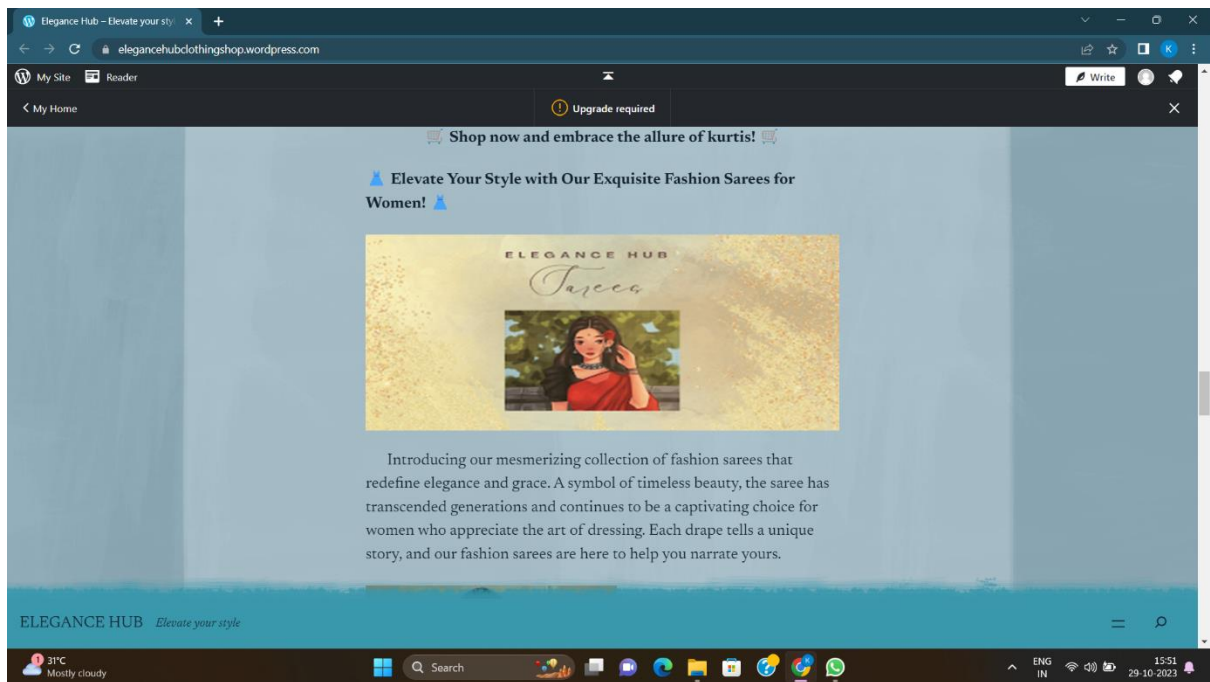 Elegance Hub – Elevate your styl
elegancehubclothingshop.wordpress.com
K
My Site Reader
Write
My Home
Upgrade required
Shop now and embrace the allure of kurtis!
Elevate Your Style with Our Exquisite Fashion Sarees for
Women!
ELEGANCE HUB
Sarees
Introducing our mesmerizing collection of fashion sarees that
redefine elegance and grace. A symbol of timeless beauty, the saree has
transcended generations and continues to be a captivating choice for
women who appreciate the art of dressing. Each drape tells a unique
story, and our fashion sarees are here to help you narrate yours.
ELEGANCE HUB Elevate your style
1
31°C
Mostly cloudy
Search
ENG
IN
15:51
29-10-2023